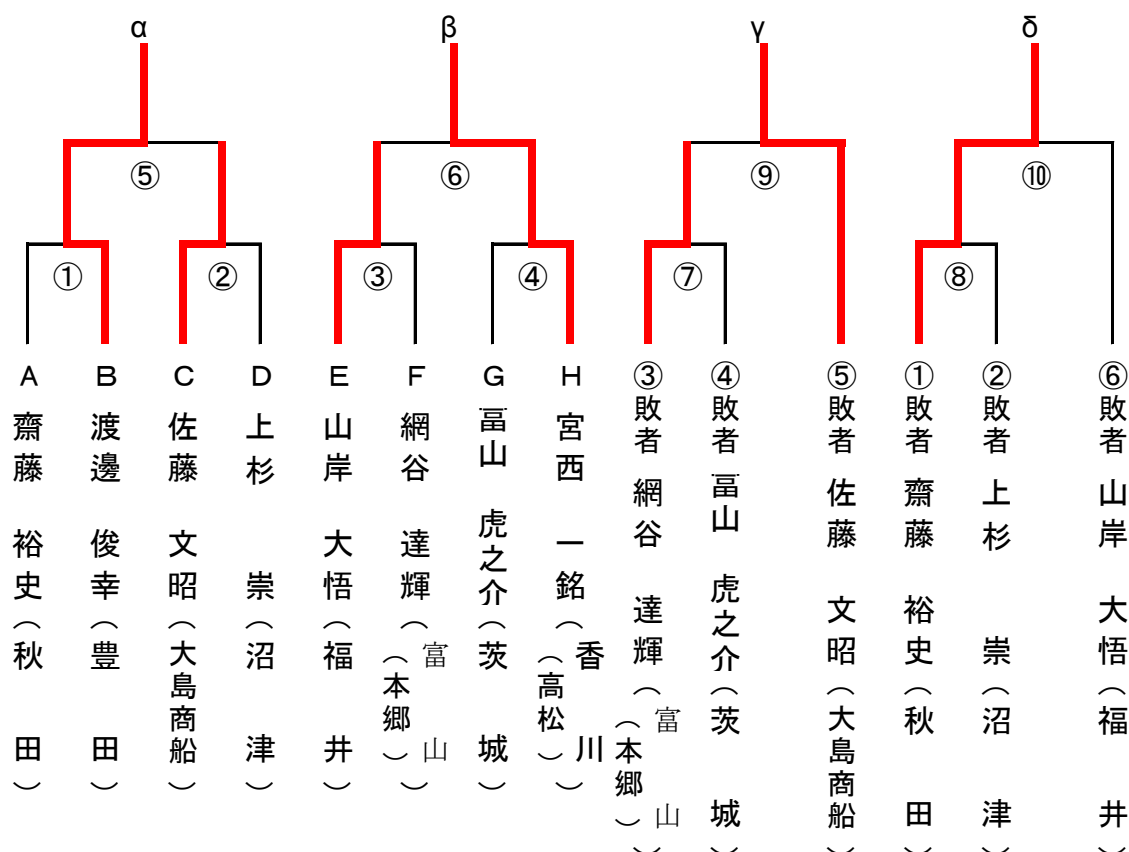 α β γ δ
⑤ ⑥ ⑨ ⑩
① ② ③ ④ ⑦ ⑧
A 齋藤 裕史（秋田）
B 渡邊 俊幸（豊田）
C 佐藤 文昭（大島商船）
D 上杉 崇（沼津）
E 山岸 大悟（福井）
F 網谷 達輝（富山（本郷））
G 冨山 虎之介（茨城）
H 宮西 一銘（香川（高松））
③敗者 網谷 達輝（富山（本郷））
④敗者 冨山 虎之介（茨城）
⑤敗者 佐藤 文昭（大島商船）
①敗者 齋藤 裕史（秋田）
②敗者 上杉 崇（沼津）
⑥敗者 山岸 大悟（福井）